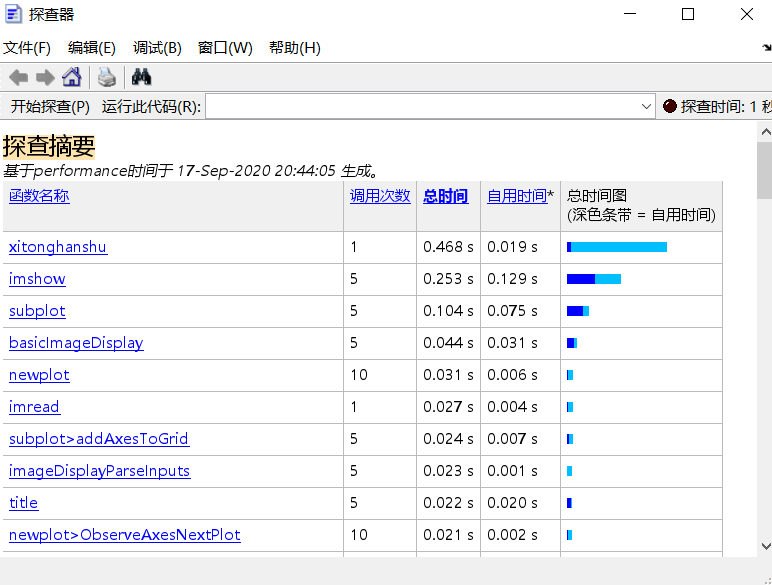 探查器
文件(F) 编辑(E) 调试(B) 窗口(W) 帮助(H)
开始探查(P) 运行此代码(R): 探查时间: 1 秒
探查摘要
基于performance时间于 17-Sep-2020 20:44:05 生成。
函数名称 调用次数 总时间 自用时间* 总时间图
(深色条带 = 自用时间)
xitonghanshu 1 0.468 s 0.019 s
imshow 5 0.253 s 0.129 s
subplot 5 0.104 s 0.075 s
basicImageDisplay 5 0.044 s 0.031 s
newplot 10 0.031 s 0.006 s
imread 1 0.027 s 0.004 s
subplot>addAxesToGrid 5 0.024 s 0.007 s
imageDisplayParseInputs 5 0.023 s 0.001 s
title 5 0.022 s 0.020 s
newplot>ObserveAxesNextPlot 10 0.021 s 0.002 s